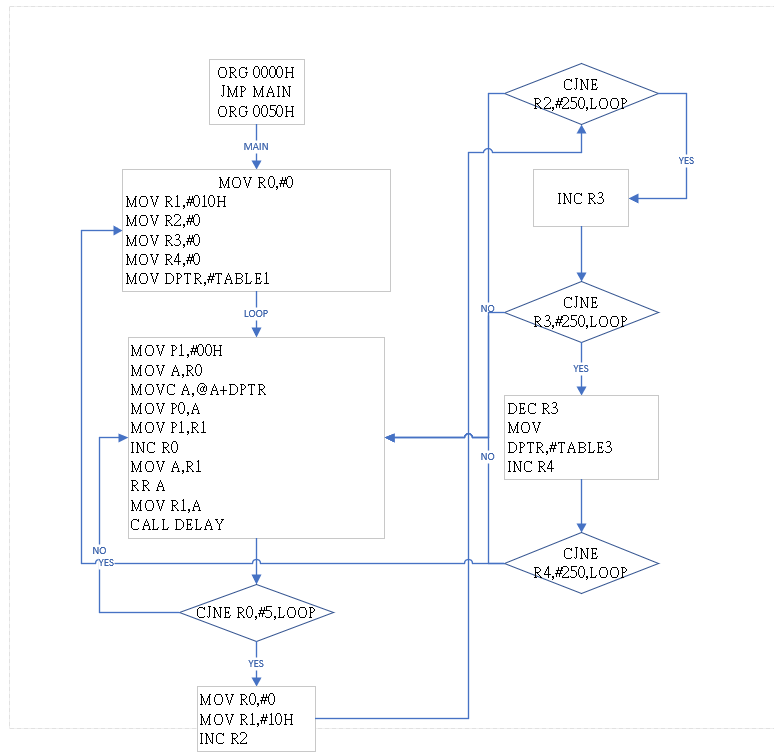 ORG 0000H
JMP MAIN
ORG 0050H
MAIN
MOV R0,#0
MOV R1,#010H
MOV R2,#0
MOV R3,#0
MOV R4,#0
MOV DPTR,#TABLE1
LOOP
MOV P1,#00H
MOV A,R0
MOVC A,@A+DPTR
MOV P0,A
MOV P1,R1
INC R0
MOV A,R1
RR A
MOV R1,A
CALL DELAY
NO
YES
CJNE R0,#5,LOOP
YES
MOV R0,#0
MOV R1,#10H
INC R2
CJNE
R2,#250,LOOP
YES
INC R3
NO
CJNE
R3,#250,LOOP
YES
DEC R3
MOV
DPTR,#TABLE3
INC R4
NO
CJNE
R4,#250,LOOP